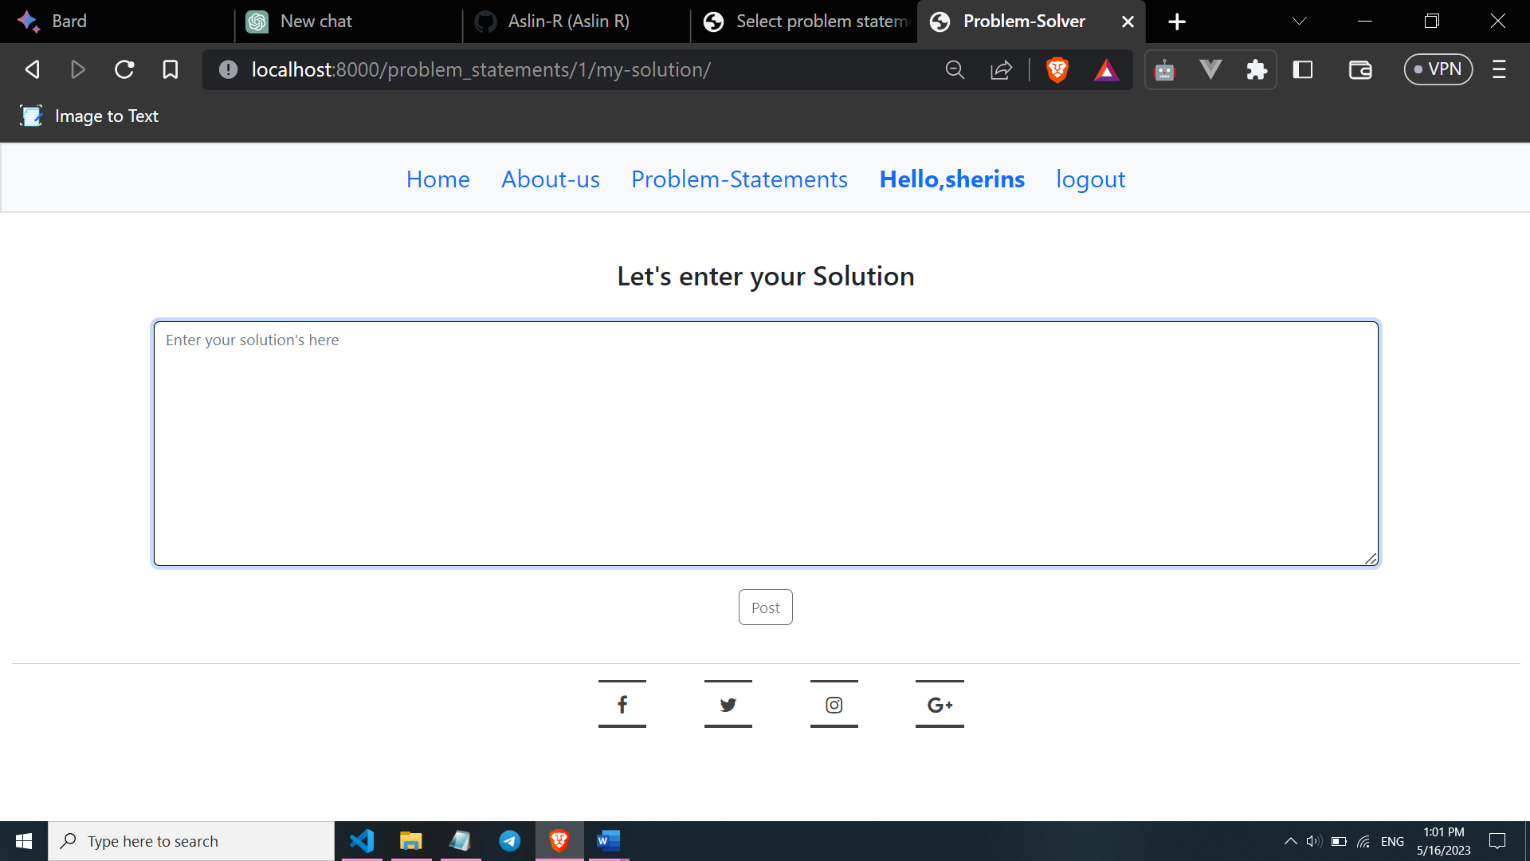 Bard
New chat
Aslin-R (Aslin R)
Select problem statem
Problem-Solver
localhost:8000/problem_statements/1/my-solution/
VPN
Image to Text
Home About-us Problem-Statements Hello,sherins logout
Let's enter your Solution
Enter your solution's here
Post
G+
Type here to search
ENG
1:01 PM
5/16/2023